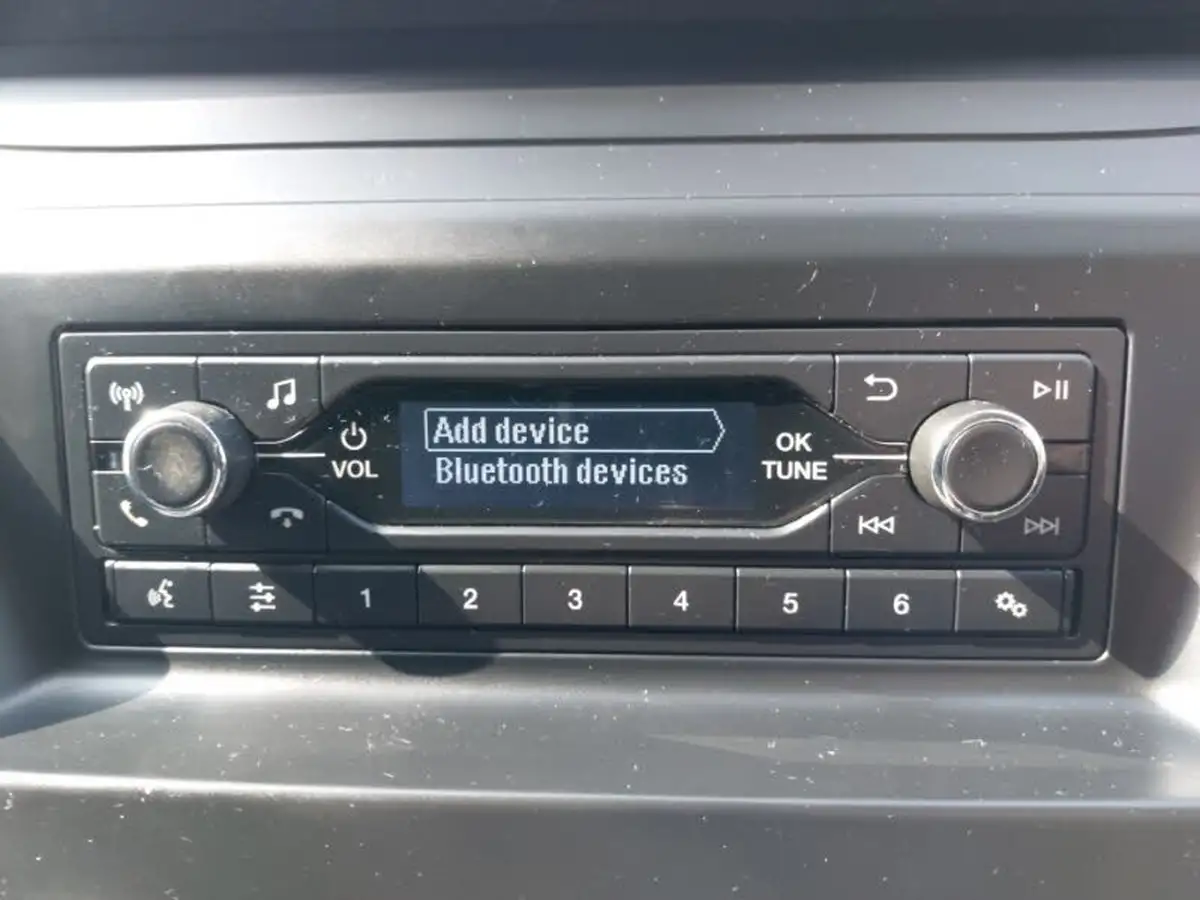 Add device
Bluetooth devices
VOL
OK
TUNE
1 2 3 4 5 6